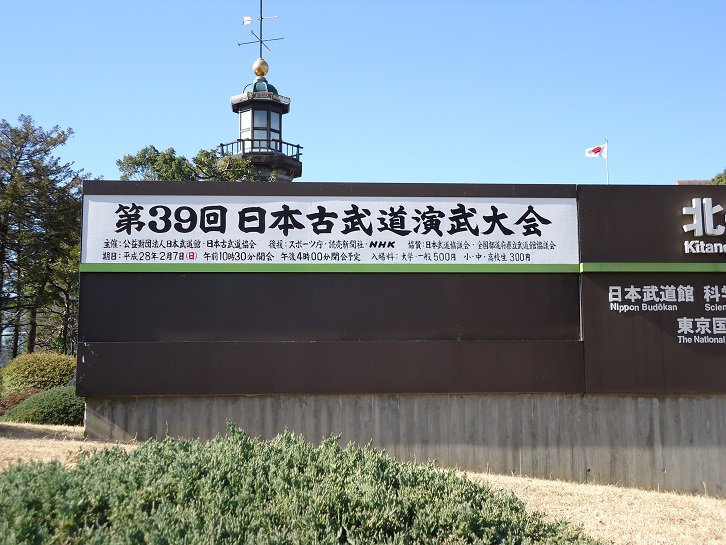 第39回 日本古武道演武大会
主催:公益財団法人日本武道館・日本古武道協会　後援:スポーツ庁・読売新聞社・NHK　協賛:日本武道協議会・全国都道府県立武道館協議会
期日:平成28年2月7日(日)　午前10時30分開会　午後4時00分閉会予定　入場料:大学・一般500円　小・中・高校生300円
北
Kitano
日本武道館 科学
Nippon Budōkan Scien
東京国
The National